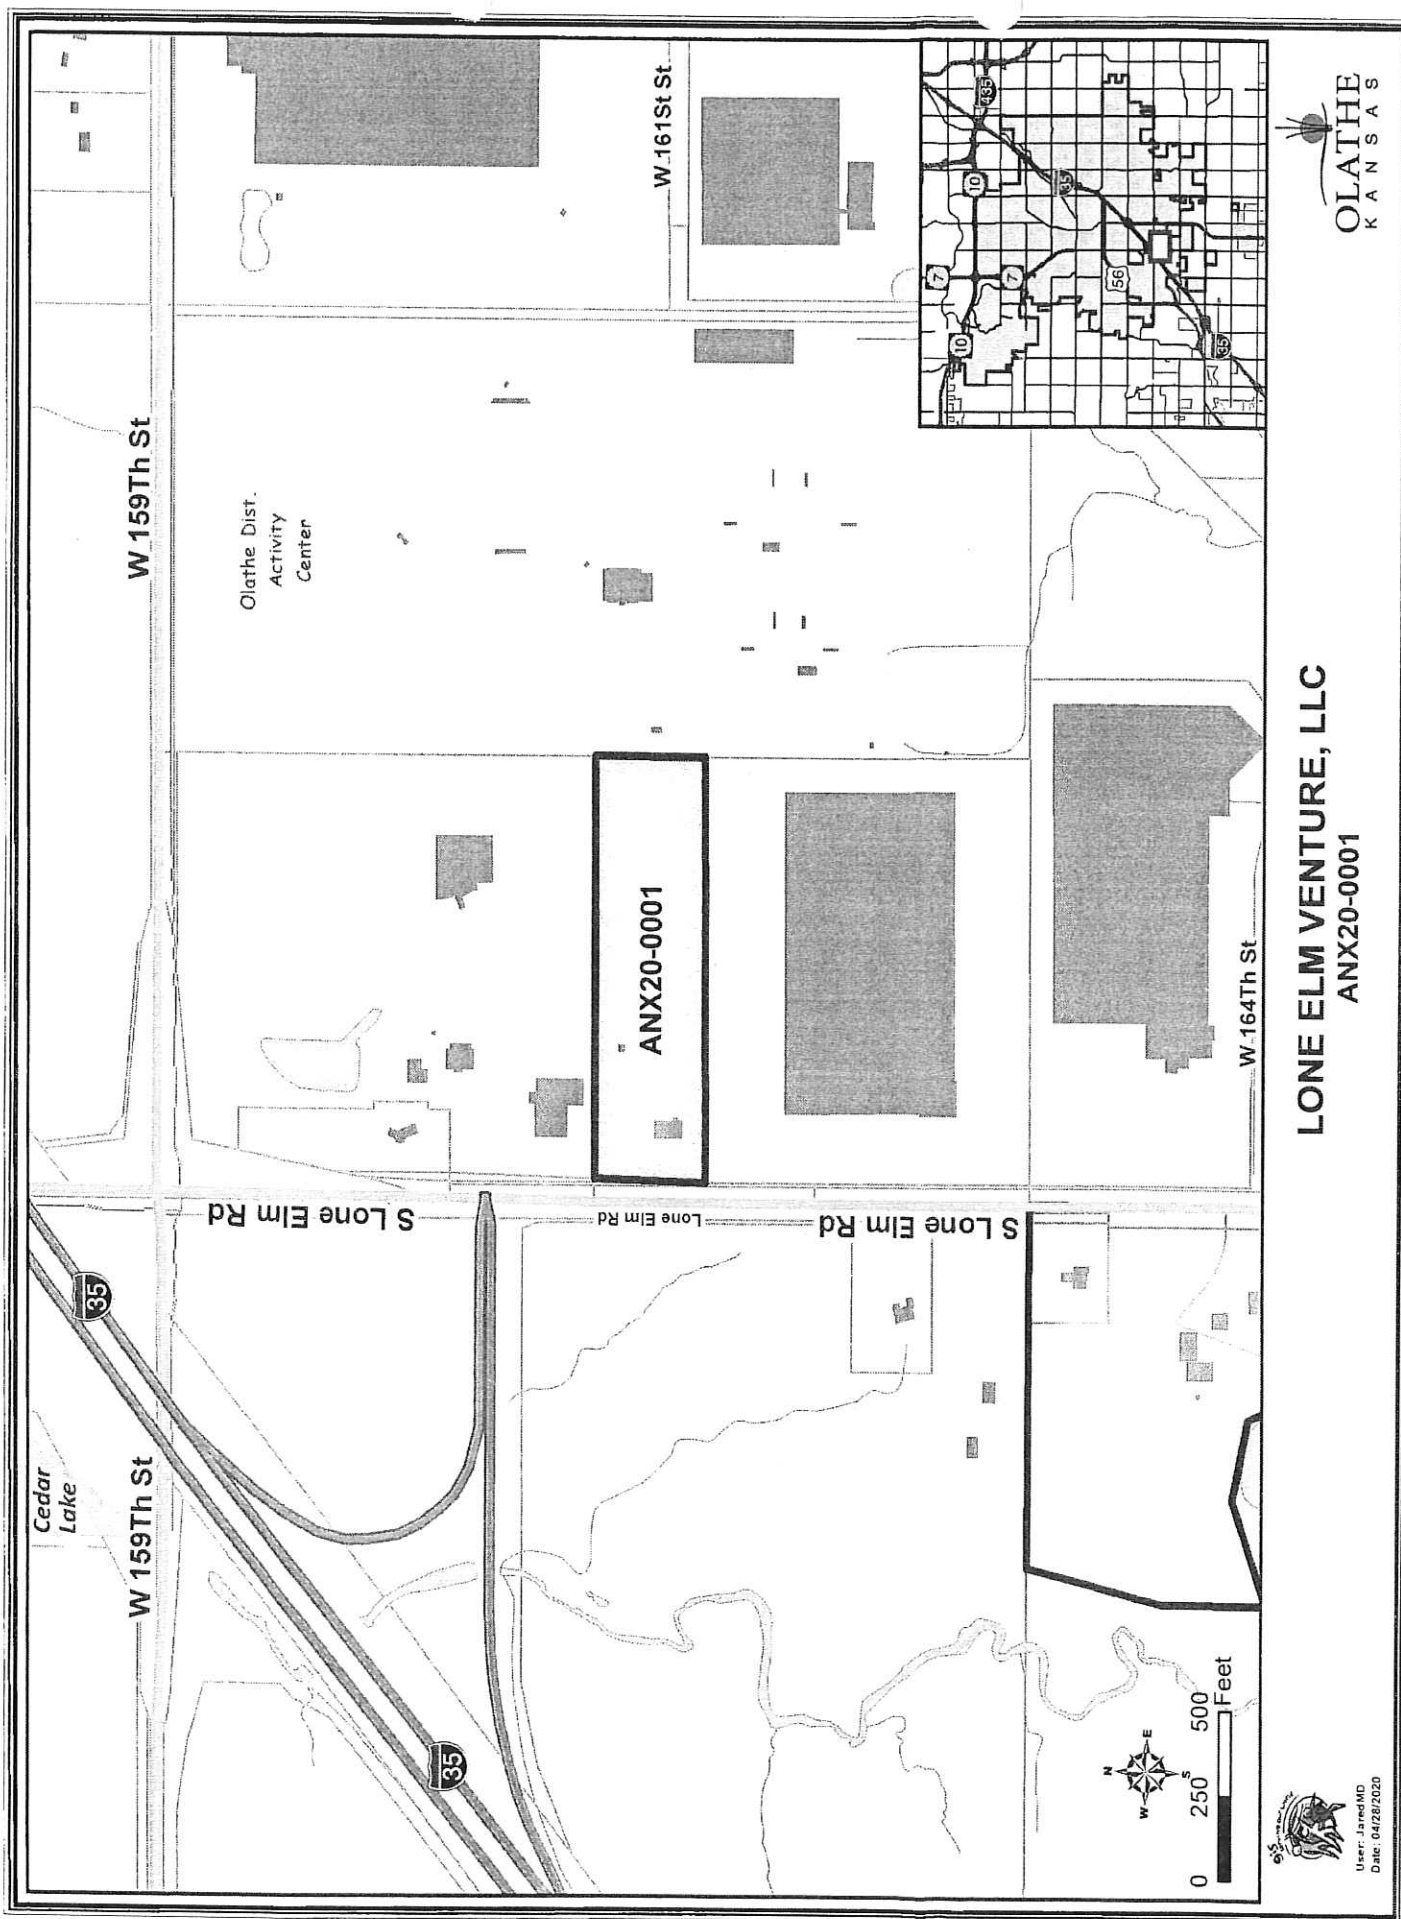 Cedar
Lake
W 159Th St
W 159Th St
35
35
S Lone Elm Rd
Olathe Dist.
Activity
Center
Lone Elm Rd
ANX20-0001
W 161St St
S Lone Elm Rd
W 164Th St
N
W
E
S
0
250
500
Feet
7
10
10
435
7
35
56
35
LONE ELM VENTURE, LLC
ANX20-0001
OLATHE
KANSAS
User: JaredMD
Date: 04/28/2020